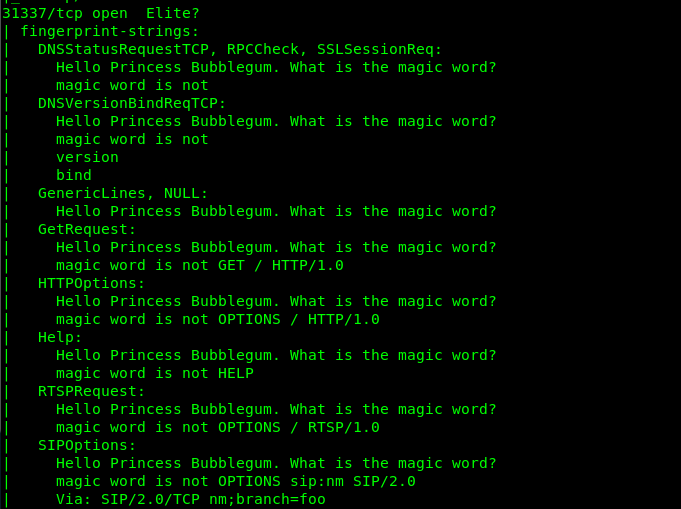 31337/tcp open  Elite?
| fingerprint-strings:
|   DNSStatusRequestTCP, RPCCheck, SSLSessionReq:
|     Hello Princess Bubblegum. What is the magic word?
|     magic word is not
|   DNSVersionBindReqTCP:
|     Hello Princess Bubblegum. What is the magic word?
|     magic word is not
|     version
|     bind
|   GenericLines, NULL:
|     Hello Princess Bubblegum. What is the magic word?
|   GetRequest:
|     Hello Princess Bubblegum. What is the magic word?
|     magic word is not GET / HTTP/1.0
|   HTTPOptions:
|     Hello Princess Bubblegum. What is the magic word?
|     magic word is not OPTIONS / HTTP/1.0
|   Help:
|     Hello Princess Bubblegum. What is the magic word?
|     magic word is not HELP
|   RTSPRequest:
|     Hello Princess Bubblegum. What is the magic word?
|     magic word is not OPTIONS / RTSP/1.0
|   SIPOptions:
|     Hello Princess Bubblegum. What is the magic word?
|     magic word is not OPTIONS sip:nm SIP/2.0
|     Via: SIP/2.0/TCP nm;branch=foo